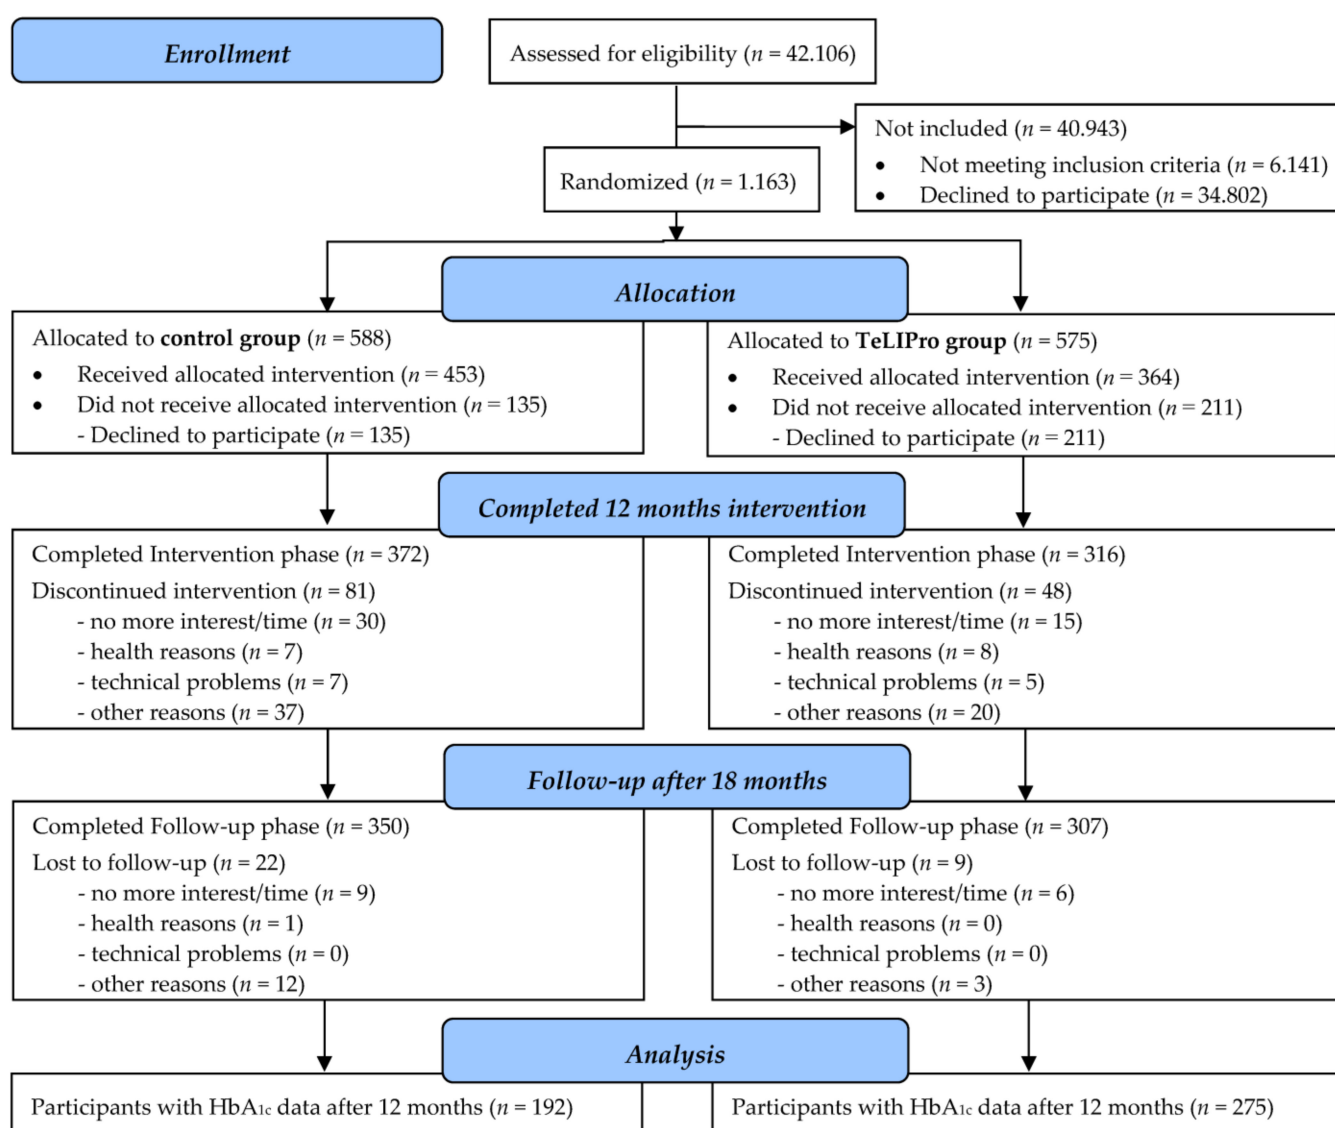 Enrollment
Assessed for eligibility (n = 42.106)
Not included (n = 40.943)
• Not meeting inclusion criteria (n = 6.141)
• Declined to participate (n = 34.802)
Randomized (n = 1.163)
Allocation
Allocated to control group (n = 588)
• Received allocated intervention (n = 453)
• Did not receive allocated intervention (n = 135)
- Declined to participate (n = 135)
Allocated to TeLIPro group (n = 575)
• Received allocated intervention (n = 364)
• Did not receive allocated intervention (n = 211)
- Declined to participate (n = 211)
Completed 12 months intervention
Completed Intervention phase (n = 372)
Discontinued intervention (n = 81)
- no more interest/time (n = 30)
- health reasons (n = 7)
- technical problems (n = 7)
- other reasons (n = 37)
Completed Intervention phase (n = 316)
Discontinued intervention (n = 48)
- no more interest/time (n = 15)
- health reasons (n = 8)
- technical problems (n = 5)
- other reasons (n = 20)
Follow-up after 18 months
Completed Follow-up phase (n = 350)
Lost to follow-up (n = 22)
- no more interest/time (n = 9)
- health reasons (n = 1)
- technical problems (n = 0)
- other reasons (n = 12)
Completed Follow-up phase (n = 307)
Lost to follow-up (n = 9)
- no more interest/time (n = 6)
- health reasons (n = 0)
- technical problems (n = 0)
- other reasons (n = 3)
Analysis
Participants with HbA1c data after 12 months (n = 192)
Participants with HbA1c data after 12 months (n = 275)